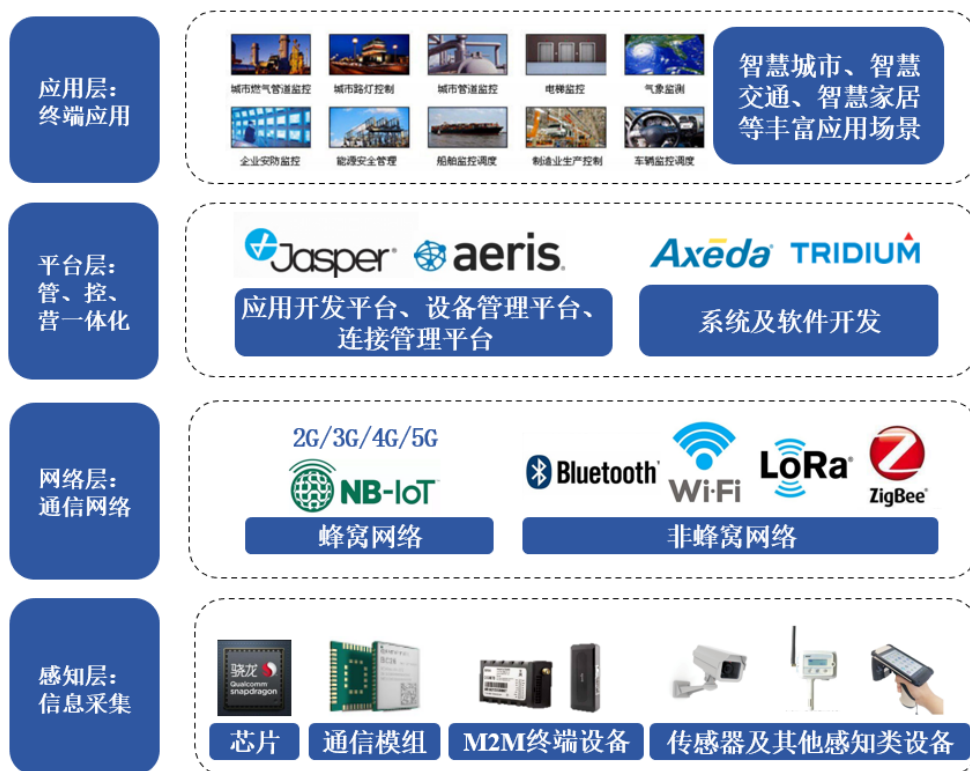 应用层：
终端应用
城市燃气管道监控
城市路灯控制
城市管道监控
电梯监控
气象监测
企业安防监控
能源安全管理
船舶监控调度
制造业生产控制
车辆监控调度
智慧城市、智慧
交通、智慧家居
等丰富应用场景
平台层：
管、控、
营一体化
Jasper®
aeris®
Axeda®
TRIDIUM
应用开发平台、设备管理平台、
连接管理平台
系统及软件开发
网络层：
通信网络
2G/3G/4G/5G
NB-IoT
Bluetooth®
Wi-Fi
LoRa®
ZigBee®
蜂窝网络
非蜂窝网络
感知层：
信息采集
骁龙
Qualcomm
snapdragon
芯片
通信模组
M2M终端设备
传感器及其他感知类设备